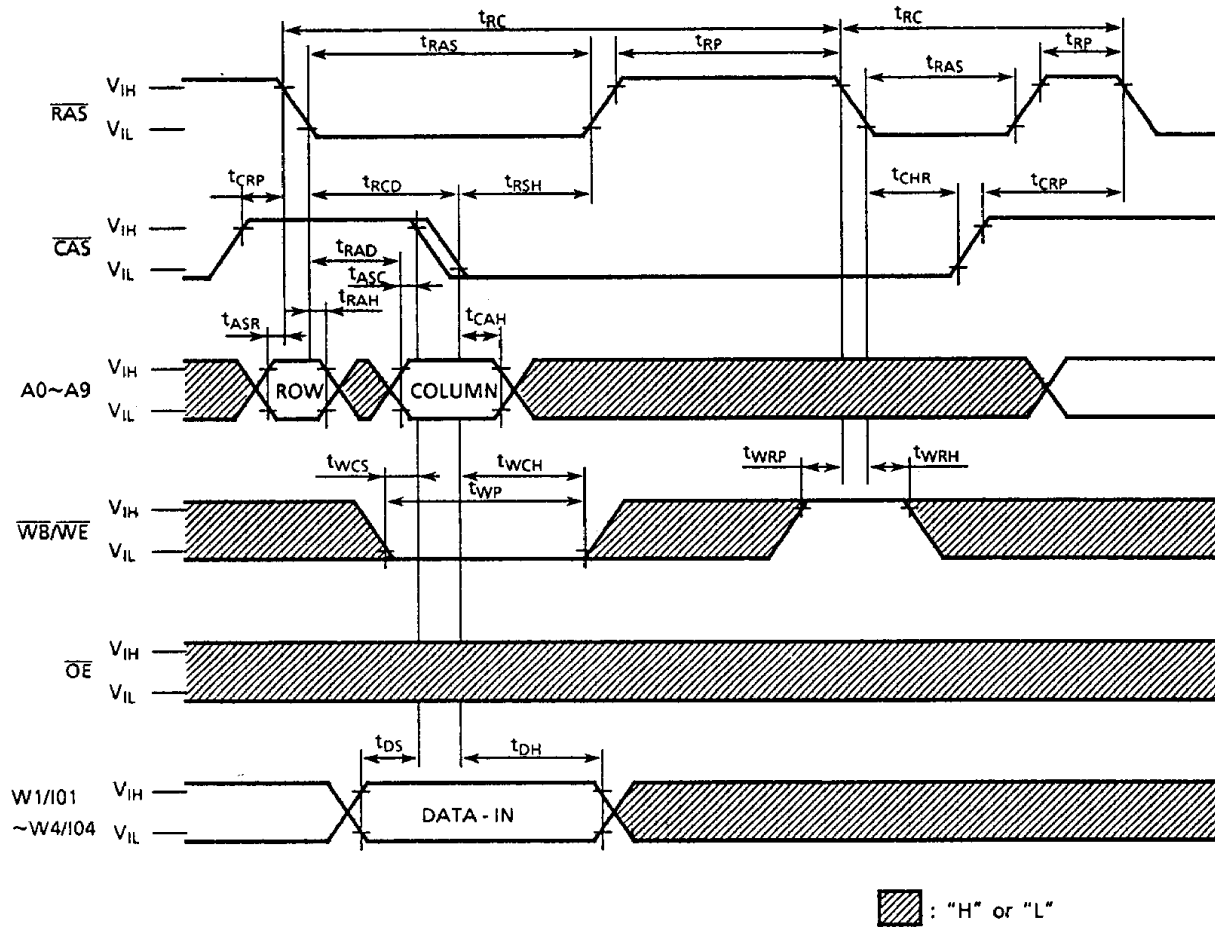 tRC tRC
tRAS tRP tRAS tRP
RAS VIH
VIL
tCRP tRCD tRSH tCHR tCRP
CAS VIH
VIL
tRAD
tASC
tRAH
tASR tCAH
A0~A9 VIH
VIL
ROW COLUMN
tWCS tWCH tWRP tWRH
tWP
WB/WE VIH
VIL
OE VIH
VIL
tDS tDH
W1/I01
~W4/I04
VIH
VIL
DATA - IN
: "H" or "L"